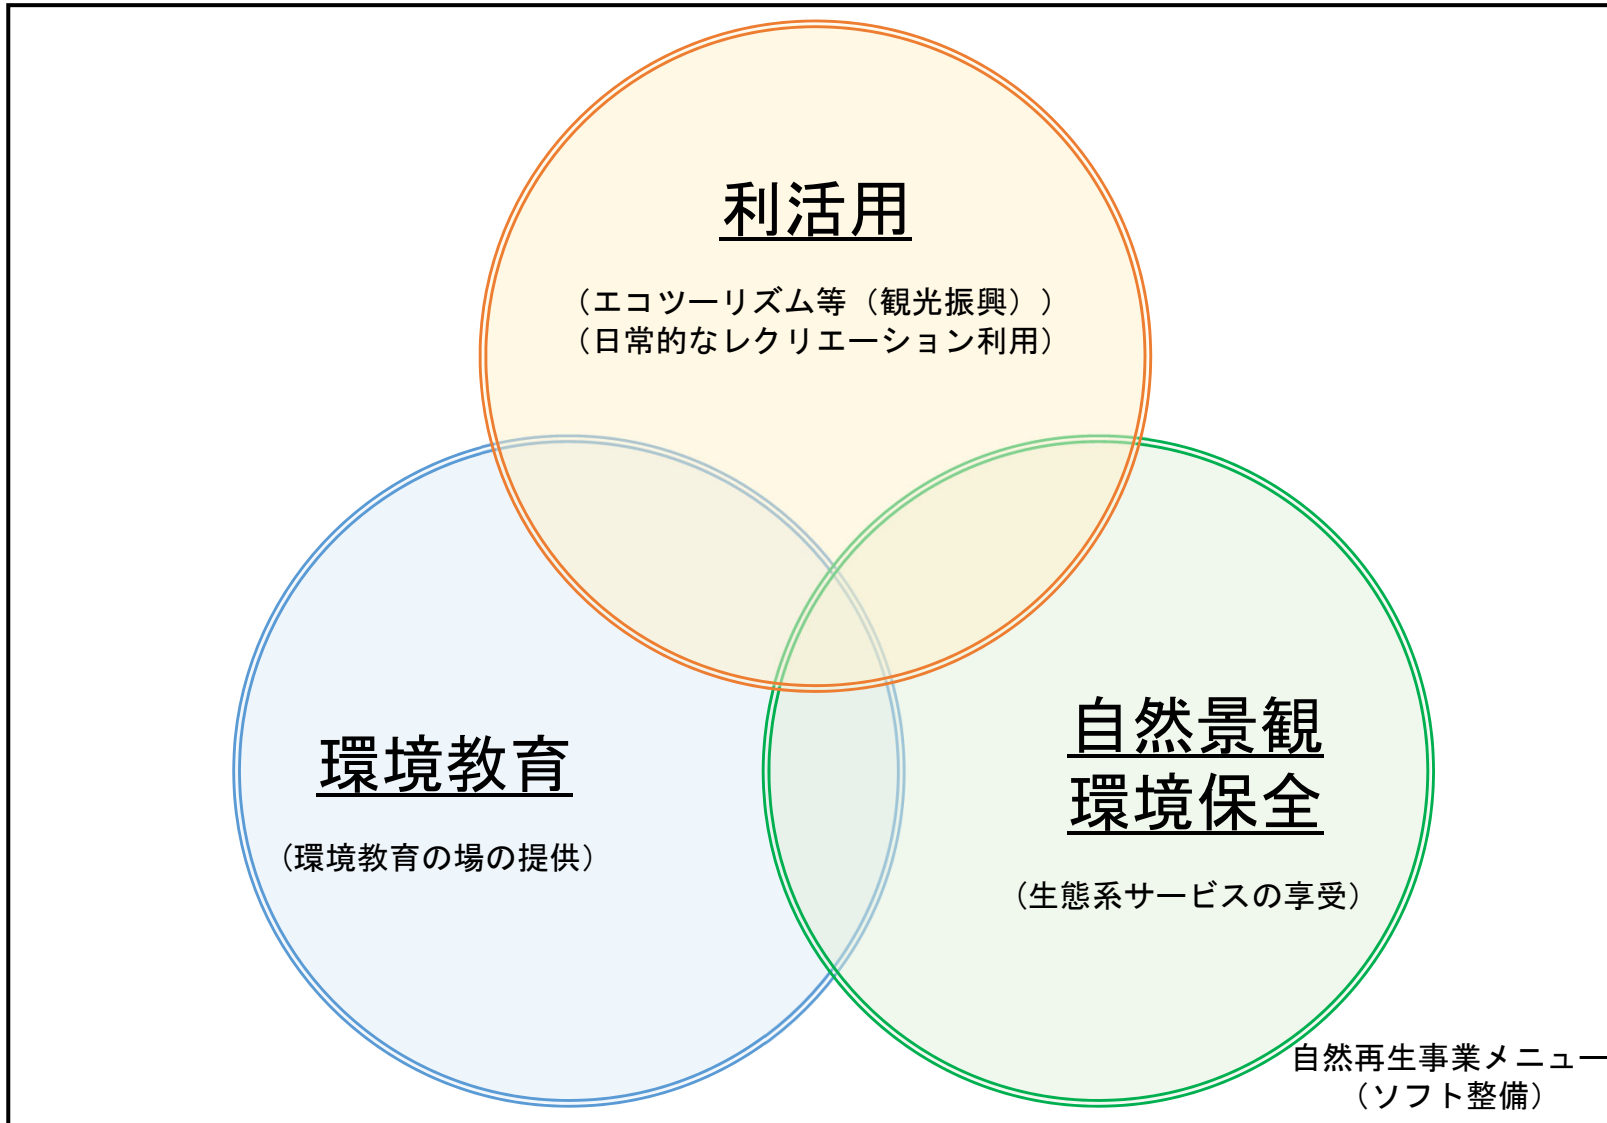 利活用
（エコツーリズム等（観光振興））
（日常的なレクリエーション利用）
環境教育
（環境教育の場の提供）
自然景観
環境保全
（生態系サービスの享受）
自然再生事業メニュー
（ソフト整備）